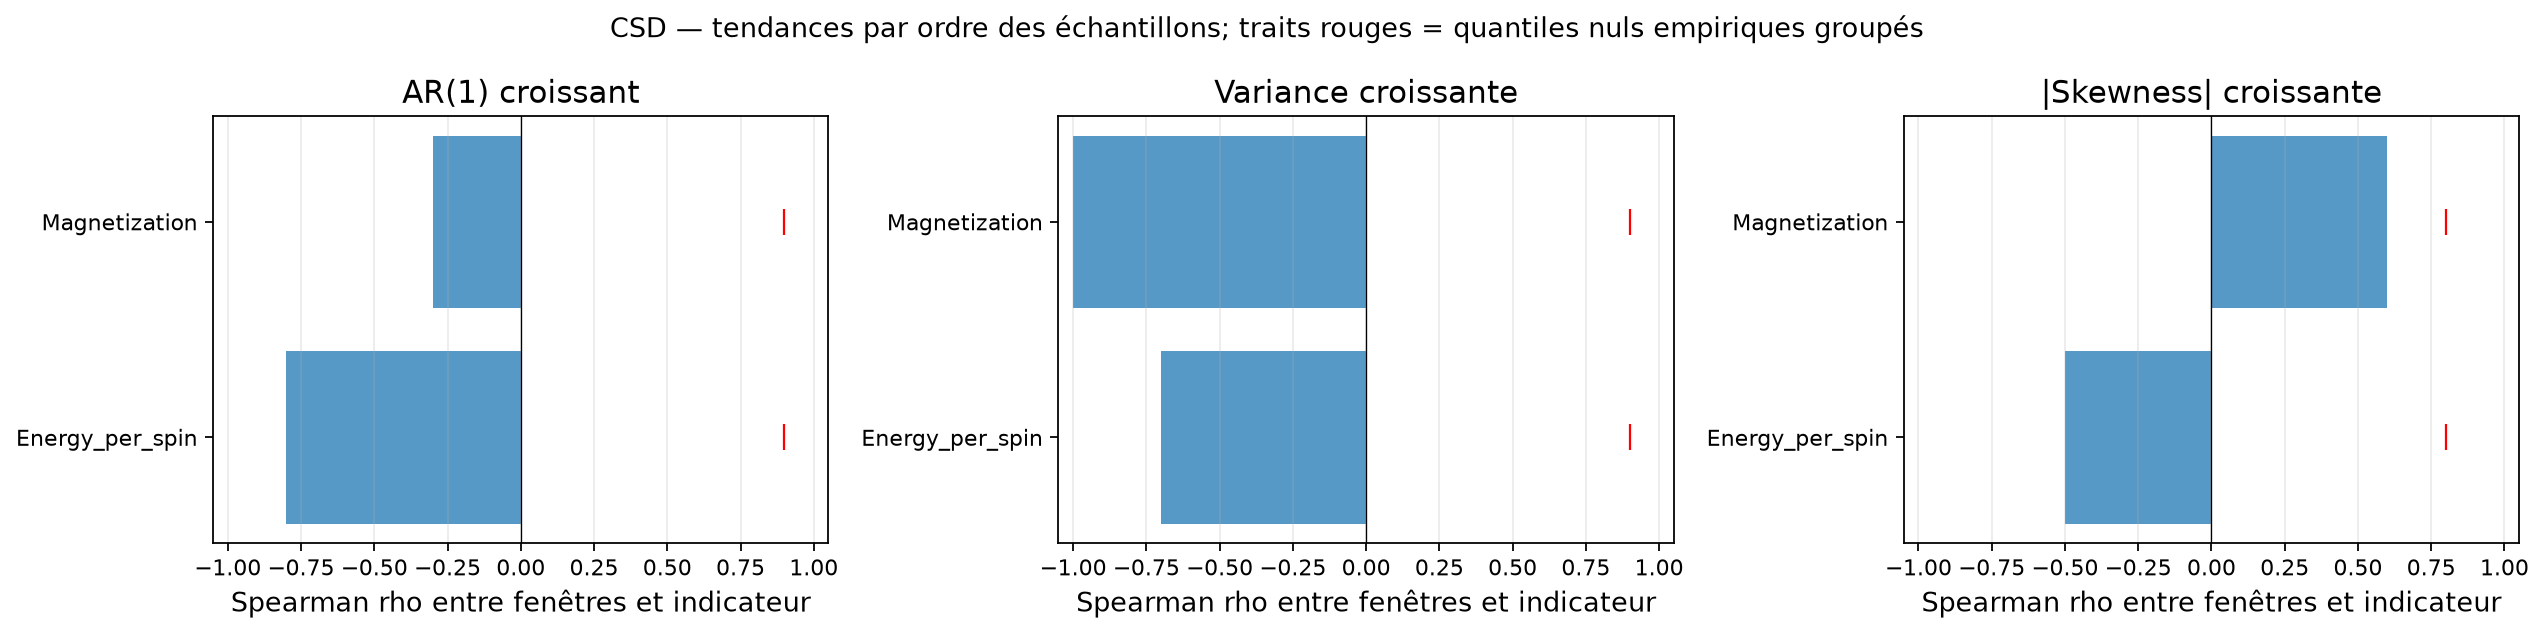 CSD — tendances par ordre des échantillons; traits rouges = quantiles nuls empiriques groupés
AR(1) croissant
Magnetization
Energy_per_spin
−1.00 −0.75 −0.50 −0.25 0.00 0.25 0.50 0.75 1.00
Spearman rho entre fenêtres et indicateur
Variance croissante
Magnetization
Energy_per_spin
−1.00 −0.75 −0.50 −0.25 0.00 0.25 0.50 0.75 1.00
Spearman rho entre fenêtres et indicateur
|Skewness| croissante
Magnetization
Energy_per_spin
−1.00 −0.75 −0.50 −0.25 0.00 0.25 0.50 0.75 1.00
Spearman rho entre fenêtres et indicateur